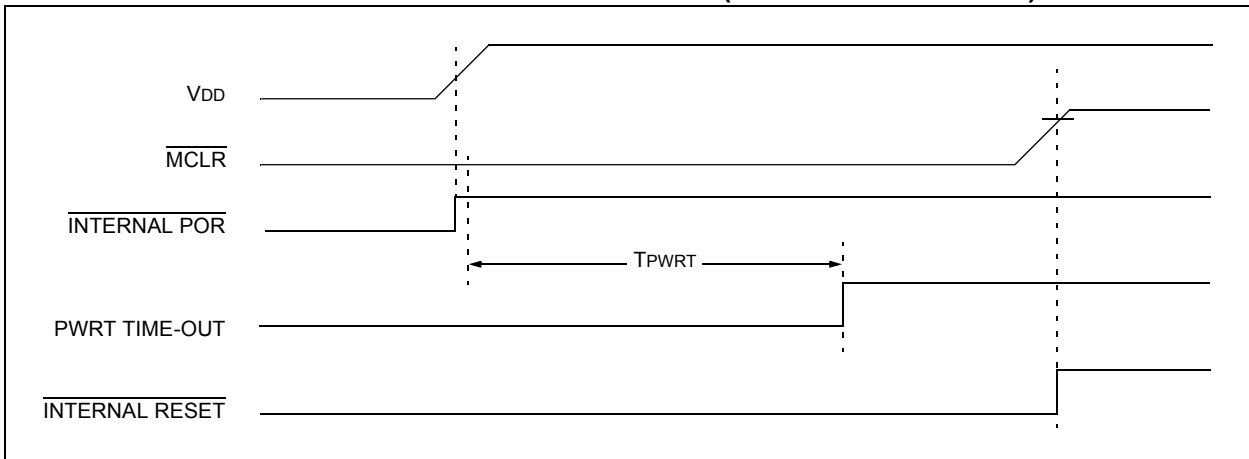 VDD
MCLR
INTERNAL POR
TPWRT
PWRT TIME-OUT
INTERNAL RESET